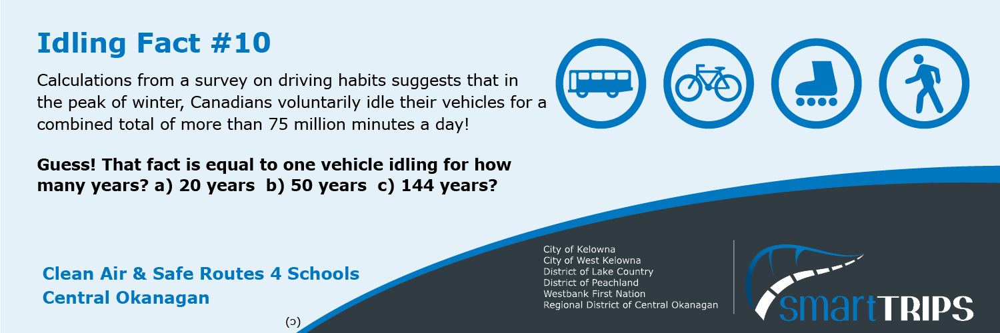 Idling Fact #10
Calculations from a survey on driving habits suggests that in
the peak of winter, Canadians voluntarily idle their vehicles for a
combined total of more than 75 million minutes a day!
Guess! That fact is equal to one vehicle idling for how
many years? a) 20 years  b) 50 years  c) 144 years?
Clean Air & Safe Routes 4 Schools
Central Okanagan
(c)
City of Kelowna
City of West Kelowna
District of Lake Country
District of Peachland
Westbank First Nation
Regional District of Central Okanagan
smartTRIPS